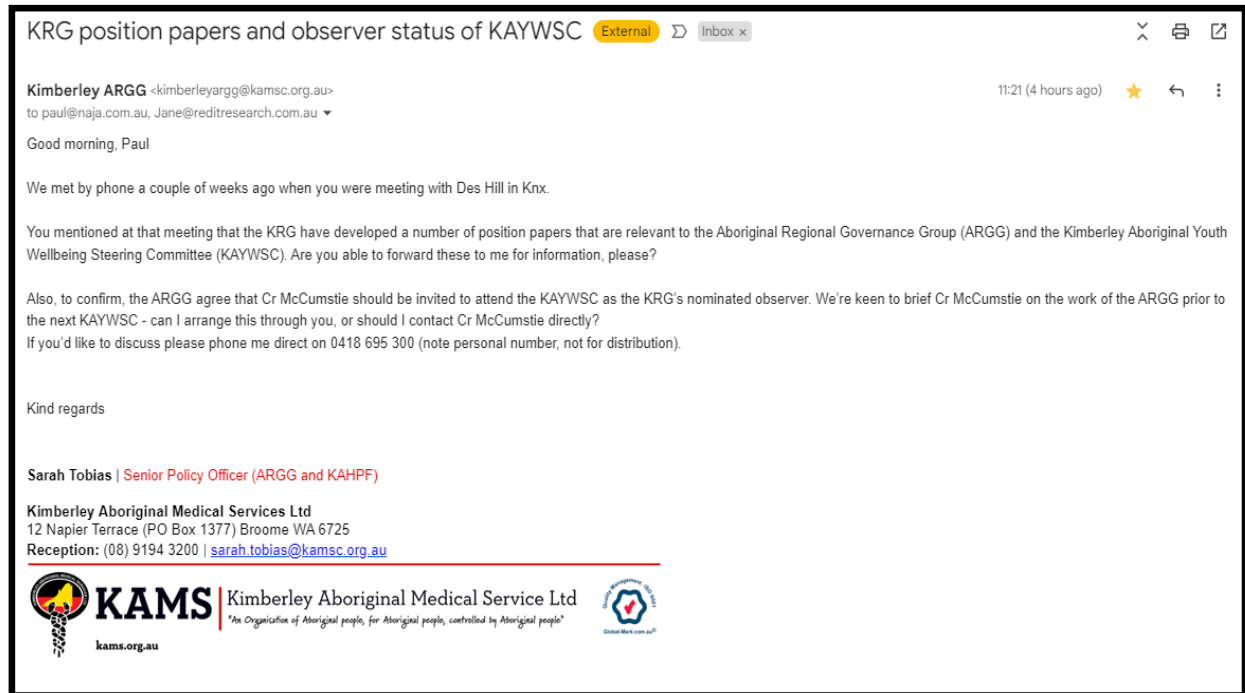 KRG position papers and observer status of KAYWSC External Inbox x
Kimberley ARGG <kimberleyargg@kamsc.org.au> 11:21 (4 hours ago)
to paul@naja.com.au, Jane@reditresearch.com.au
Good morning, Paul
We met by phone a couple of weeks ago when you were meeting with Des Hill in Knx.
You mentioned at that meeting that the KRG have developed a number of position papers that are relevant to the Aboriginal Regional Governance Group (ARGG) and the Kimberley Aboriginal Youth
Wellbeing Steering Committee (KAYWSC). Are you able to forward these to me for information, please?
Also, to confirm, the ARGG agree that Cr McCumstie should be invited to attend the KAYWSC as the KRG's nominated observer. We're keen to brief Cr McCumstie on the work of the ARGG prior to
the next KAYWSC - can I arrange this through you, or should I contact Cr McCumstie directly?
If you'd like to discuss please phone me direct on 0418 695 300 (note personal number, not for distribution).
Kind regards
Sarah Tobias | Senior Policy Officer (ARGG and KAHPF)
Kimberley Aboriginal Medical Services Ltd
12 Napier Terrace (PO Box 1377) Broome WA 6725
Reception: (08) 9194 3200 | sarah.tobias@kamsc.org.au
KAMS Kimberley Aboriginal Medical Service Ltd
"An Organisation of Aboriginal people, for Aboriginal people, controlled by Aboriginal people"
kams.org.au
Quality Management ISO 9001
Global-Mark.com.au®